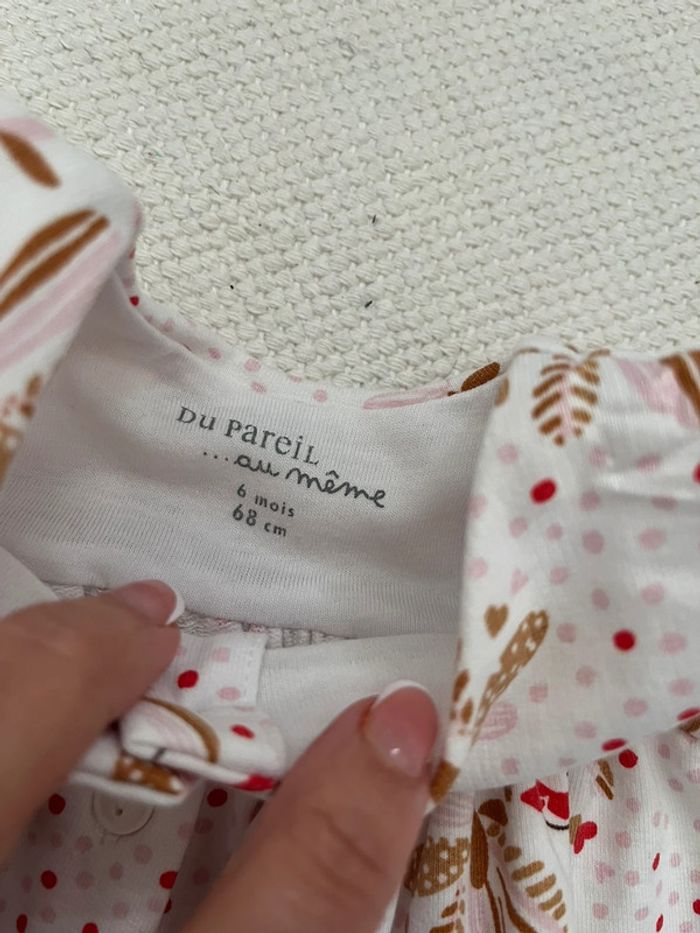 Du PareiL
...au même
6 mois
68 cm